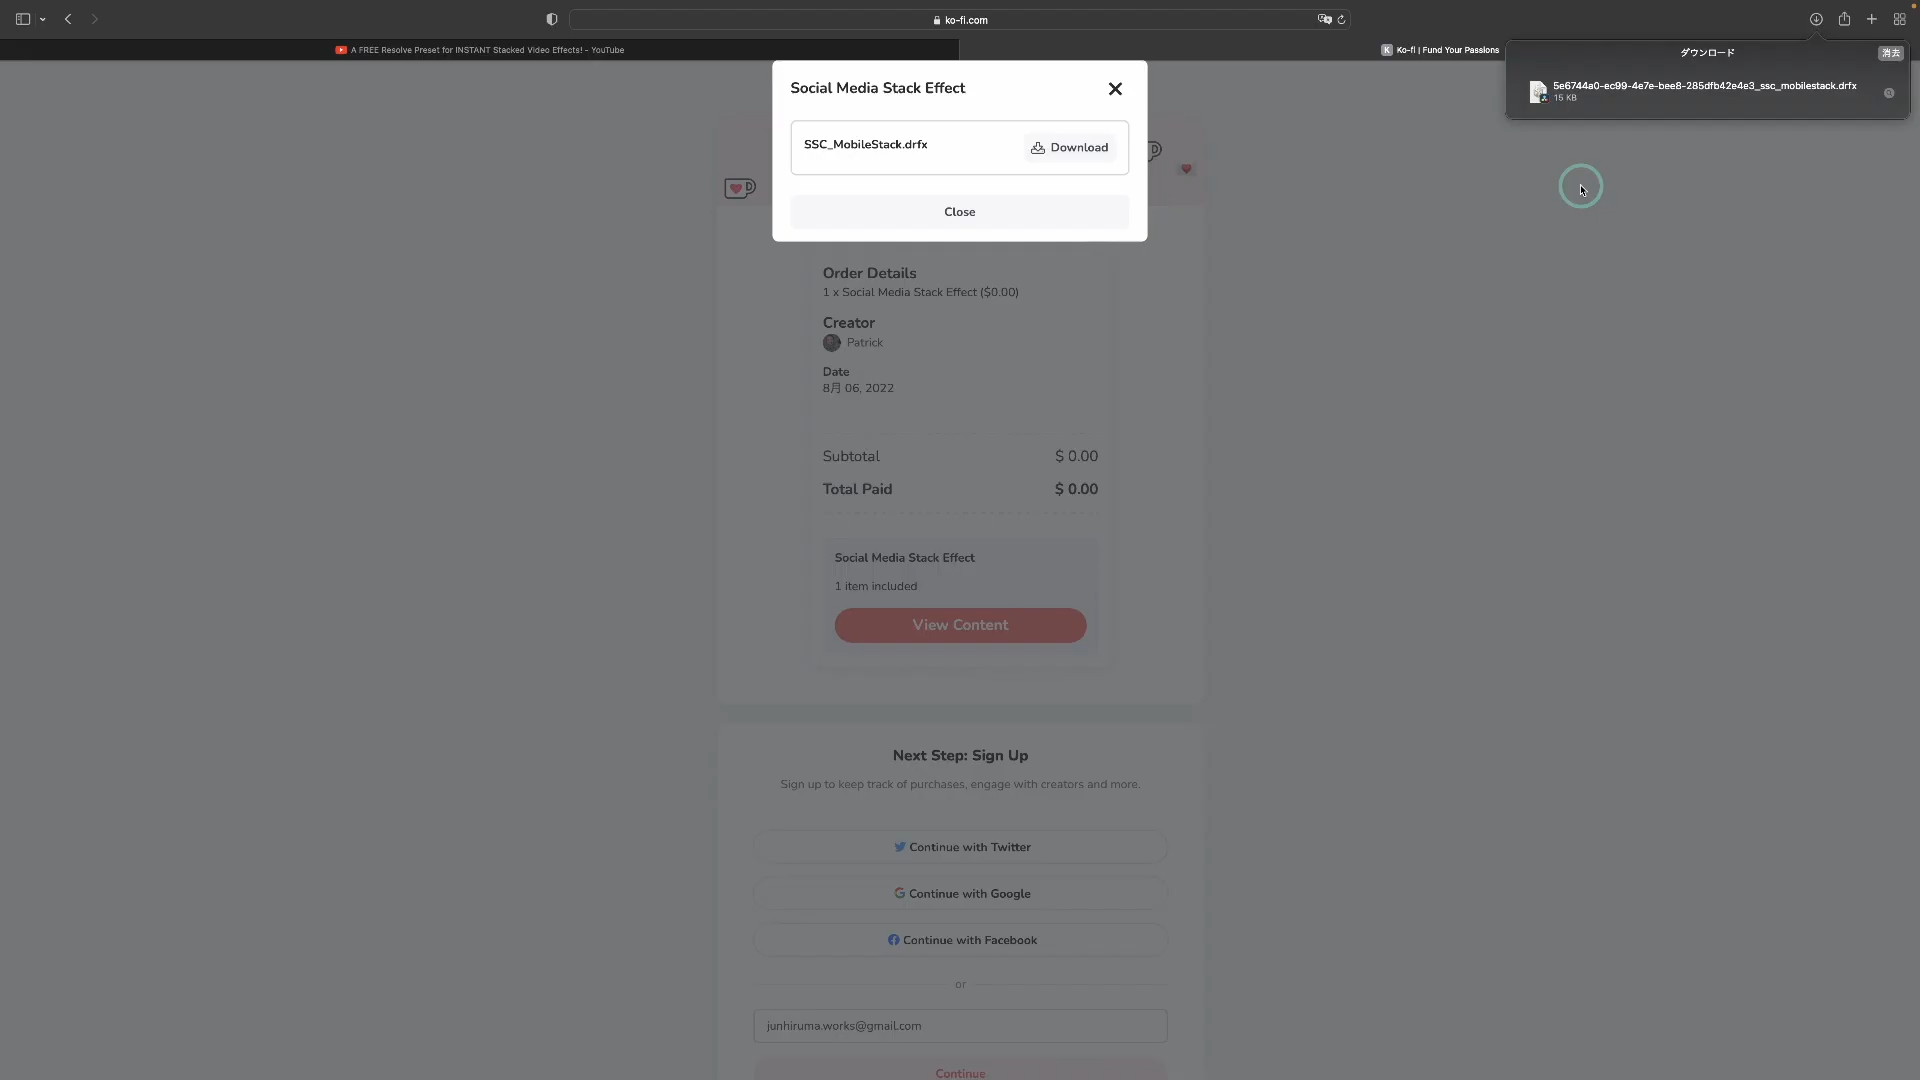 ko-fi.com
A FREE Resolve Preset for INSTANT Stacked Video Effects! - YouTube
K Ko-fi | Fund Your Passions
ダウンロード
消去
5e6744a0-ec99-4e7e-bee8-285dfb42e4e3_ssc_mobilestack.drfx
15 KB
Social Media Stack Effect
SSC_MobileStack.drfx
Download
Close
Order Details
1 x Social Media Stack Effect ($0.00)
Creator
Patrick
Date
8月 06, 2022
Subtotal $ 0.00
Total Paid $ 0.00
Social Media Stack Effect
1 item included
View Content
Next Step: Sign Up
Sign up to keep track of purchases, engage with creators and more.
Continue with Twitter
Continue with Google
Continue with Facebook
or
junhiruma.works@gmail.com
Continue